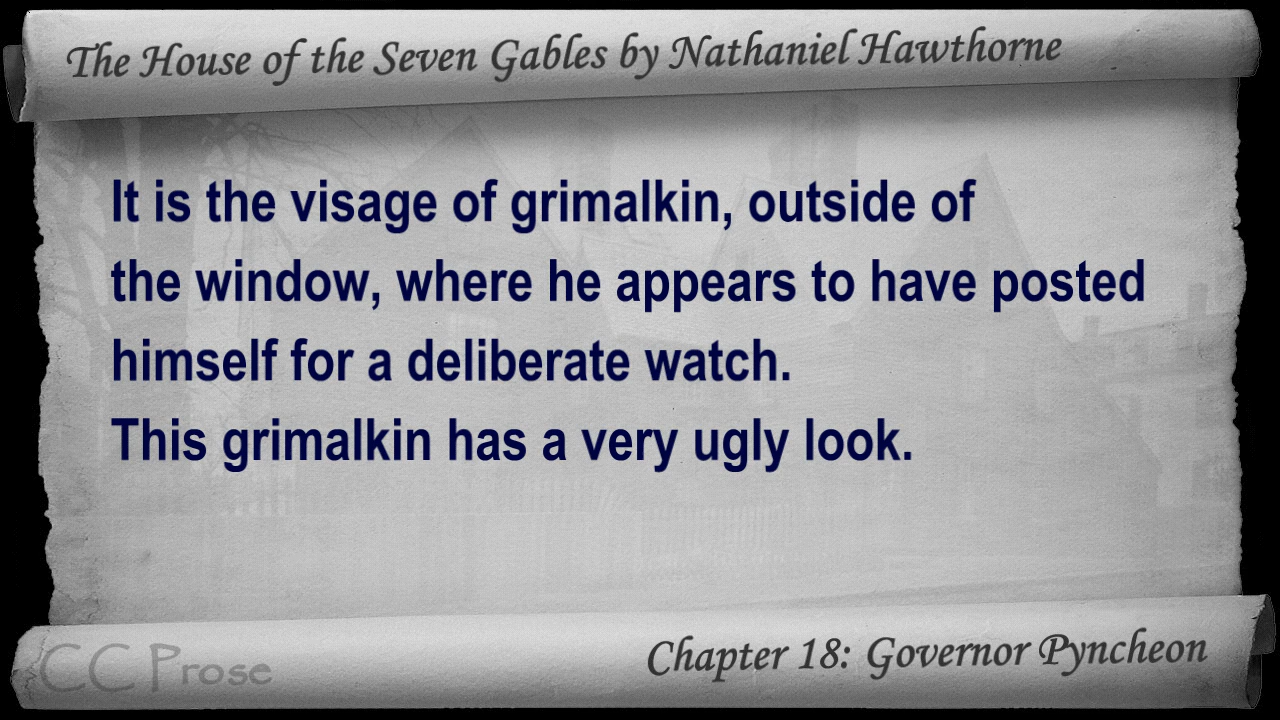 The House of the Seven Gables by Nathaniel Hawthorne
It is the visage of grimalkin, outside of
the window, where he appears to have posted
himself for a deliberate watch.
This grimalkin has a very ugly look.
CC Prose
Chapter 18: Governor Pyncheon